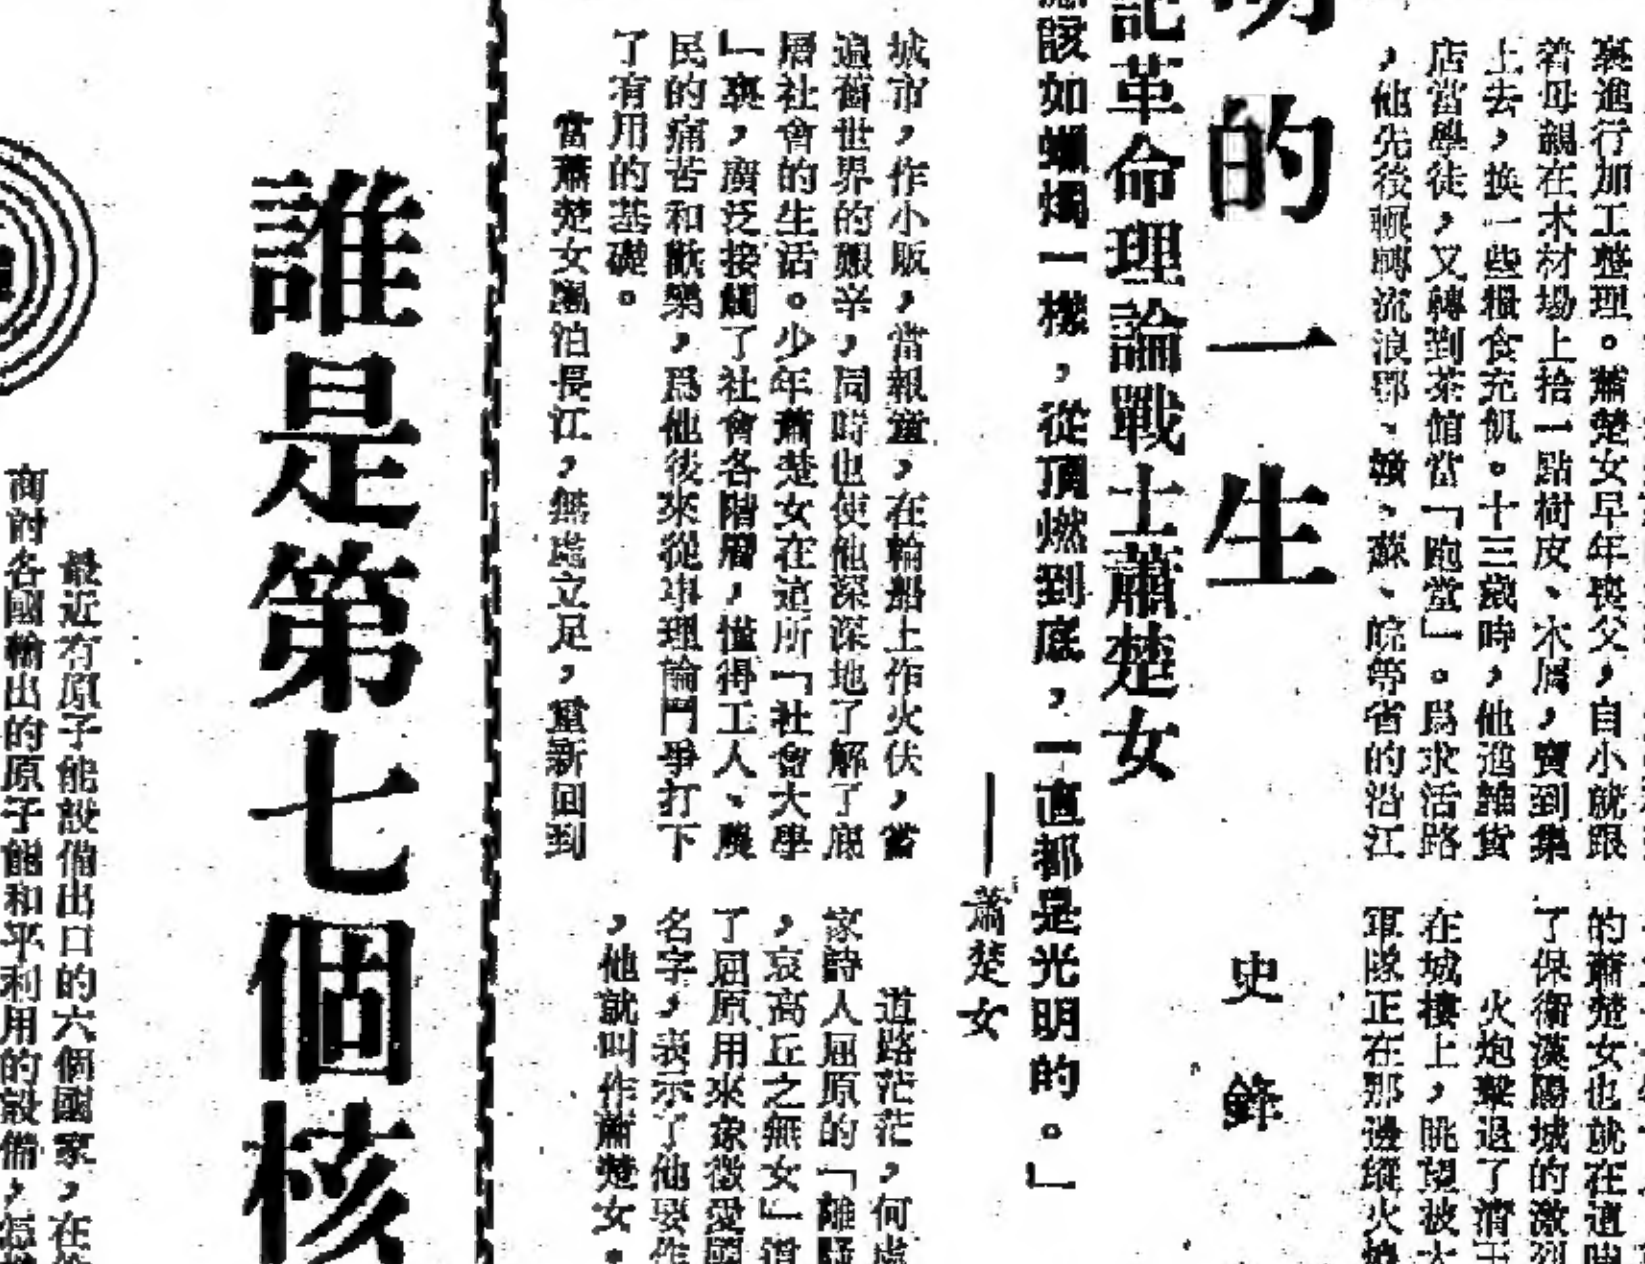 裏進行加工整理。蕭楚女早年喪父，自小就跟
着母親在木材場上拾一點樹皮、木屑，賣到集
上去，換一些粮食充飢。十三歲時，他進雜貨
店當學徒，又轉到茶館當「跑堂」。爲求活路
，他先後輾轉流浪鄂、贛、蘇、皖等省的沿江
的蕭楚女也就在這時
了保衛漢陽城的激烈
火炮擊退了清
在城樓上，眺望被大
軍隊正在那邊縱火燒
明的一生
史鋒
記革命理論戰士蕭楚女
應該如蠟燭一樣，從頂燃到底，一直都是光明的。」
——蕭楚女
城市，作小販，當報童，在輪船上作火伕，嘗
遍舊世界的艱辛，同時也使他深深地了解了底
層社會的生活。少年蕭楚女在這所「社會大學
」裏，廣泛接觸了社會各階層，懂得工人、農
民的痛苦和歡樂，爲他後來從事理論鬥爭打下
了有用的基礎。
當蕭楚女漂泊長江，無處立足，重新回到
道路茫茫，何處
家詩人屈原的「離騷
，哀高丘之無女」這
了屈原用來象徵愛國
名字，表示了他要作
，他就叫作蕭楚女。
誰是第七個核
最近有原子能設備出口的六個國家，在
商討各國輸出的原子能和平利用的設備，怎樣